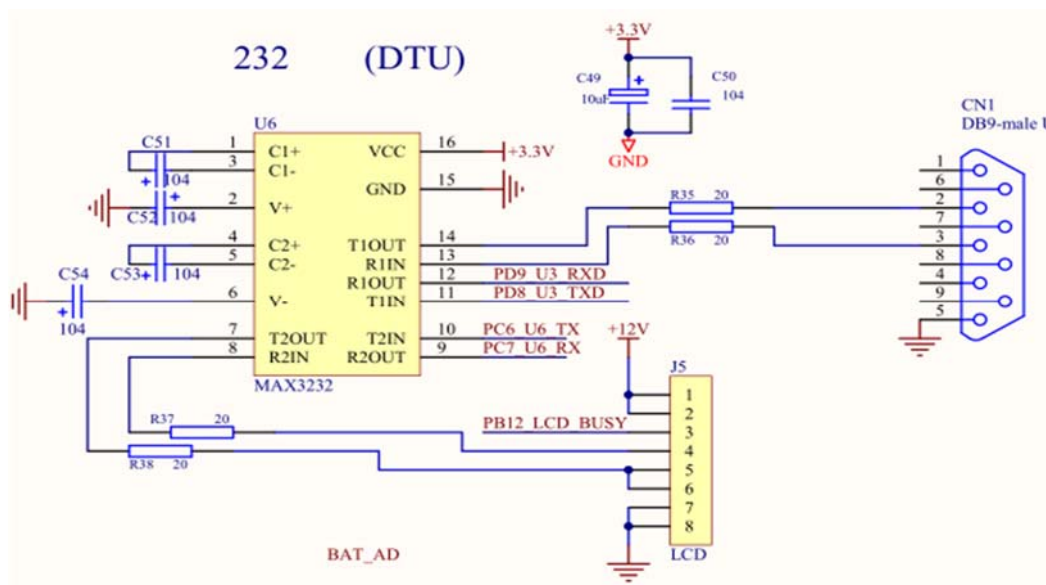 232 (DTU)
+3.3V
C49
10uF
C50
104
GND
CN1
DB9-male
U6
C51
104
C52
104
C53
104
C54
104
1 C1+
3 C1-
2 V+
4 C2+
5 C2-
6 V-
7 T2OUT
8 R2IN
VCC 16 +3.3V
GND 15
T1OUT 14
R1IN 13
R1OUT 12 PD9_U3_RXD
T1IN 11 PD8_U3_TXD
T2IN 10 PC6_U6_TX
R2OUT 9 PC7_U6_RX
MAX3232
R35 20
R36 20
1
6
2
7
3
8
4
9
5
+12V
J5
1
2
PB12_LCD_BUSY 3
4
5
6
7
8
LCD
R37 20
R38 20
BAT_AD